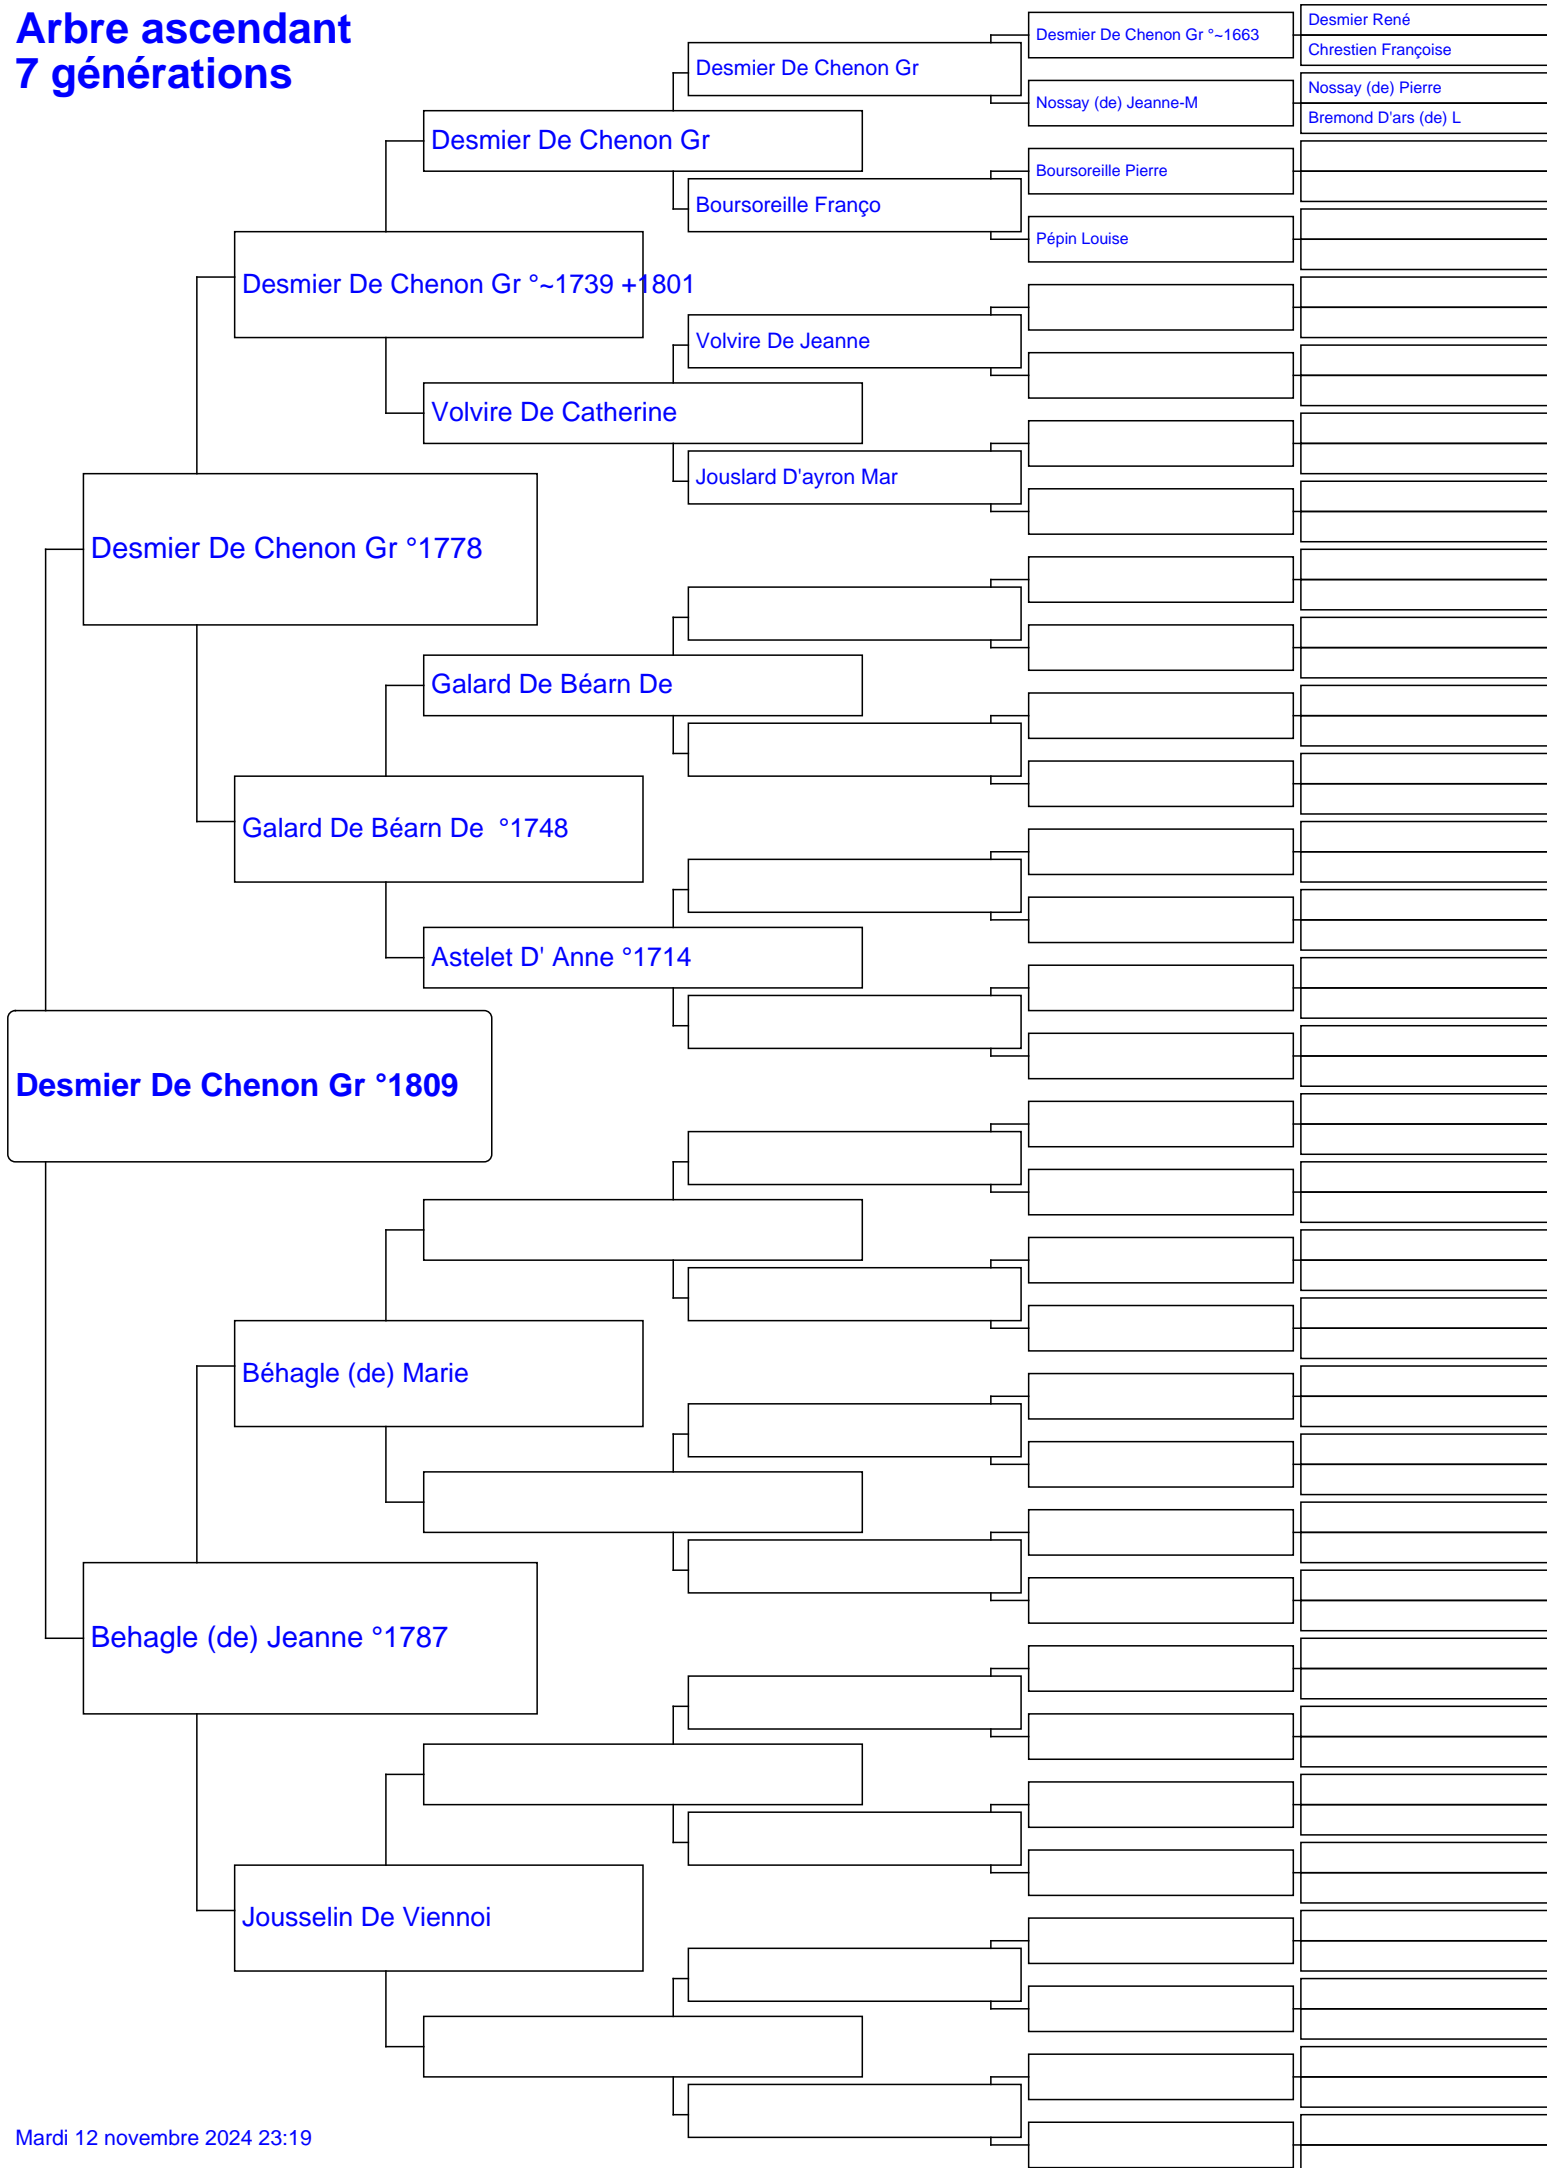 Arbre ascendant
7 générations
Desmier De Chenon Gr °~1663
Desmier René
Chrestien Françoise
Desmier De Chenon Gr
Nossay (de) Jeanne-M
Nossay (de) Pierre
Bremond D'ars (de) L
Desmier De Chenon Gr
Boursoreille Pierre
Boursoreille Franço
Pépin Louise
Desmier De Chenon Gr °~1739 +1801
Volvire De Jeanne
Volvire De Catherine
Jouslard D'ayron Mar
Desmier De Chenon Gr °1778
Galard De Béarn De
Galard De Béarn De  °1748
Astelet D' Anne °1714
Desmier De Chenon Gr °1809
Béhagle (de) Marie
Behagle (de) Jeanne °1787
Jousselin De Viennoi
Mardi 12 novembre 2024 23:19